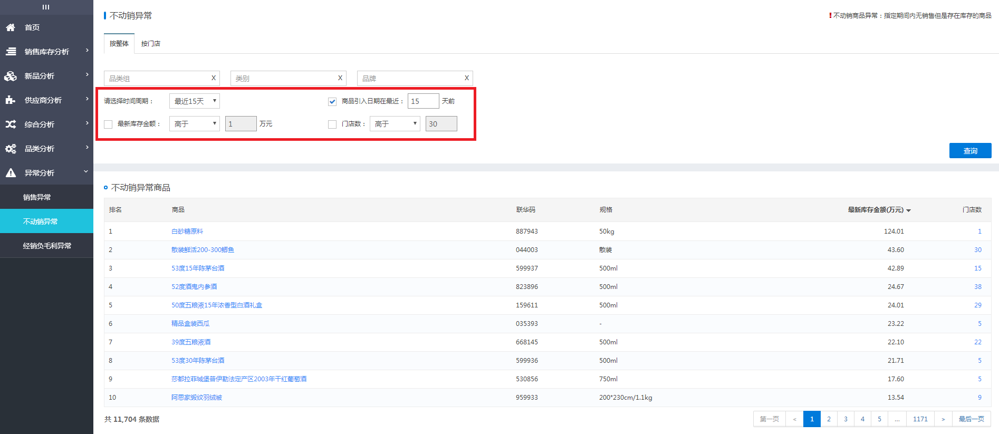 首页
销售库存分析
新品分析
供应商分析
综合分析
品类分析
异常分析
销售异常
不动销异常
经销负毛利异常
不动销异常
!不动销商品异常：指定期间内无销售但是存在库存的商品
按整体 按门店
品类组 X 类别 X 品牌 X
请选择时间周期： 最近15天 商品引入日期在最近： 15 天前
最新库存金额： 高于 1 万元 门店数： 高于 30
查询
不动销异常商品
排名 商品 联华码 规格 最新库存金额(万元) 门店数
1 白砂糖原料 887943 50kg 124.01 1
2 散装鲜活200-300鲫鱼 044003 散装 43.60 30
3 53度15年陈茅台酒 599937 500ml 42.89 15
4 52度酒鬼内参酒 823896 500ml 24.67 38
5 50度五粮液15年浓香型白酒礼盒 159611 500ml 24.01 29
6 精品盒装西瓜 035393 - 23.22 5
7 39度五粮液酒 668145 500ml 22.10 22
8 53度30年陈茅台酒 599936 500ml 21.71 5
9 莎都拉菲城堡普伊勒法定产区2003年干红葡萄酒 530856 750ml 17.60 5
10 阿思家缎纹羽绒被 959933 200*230cm/1.1kg 13.54 9
共 11,704 条数据 第一页 < 1 2 3 4 5 ... 1171 > 最后一页